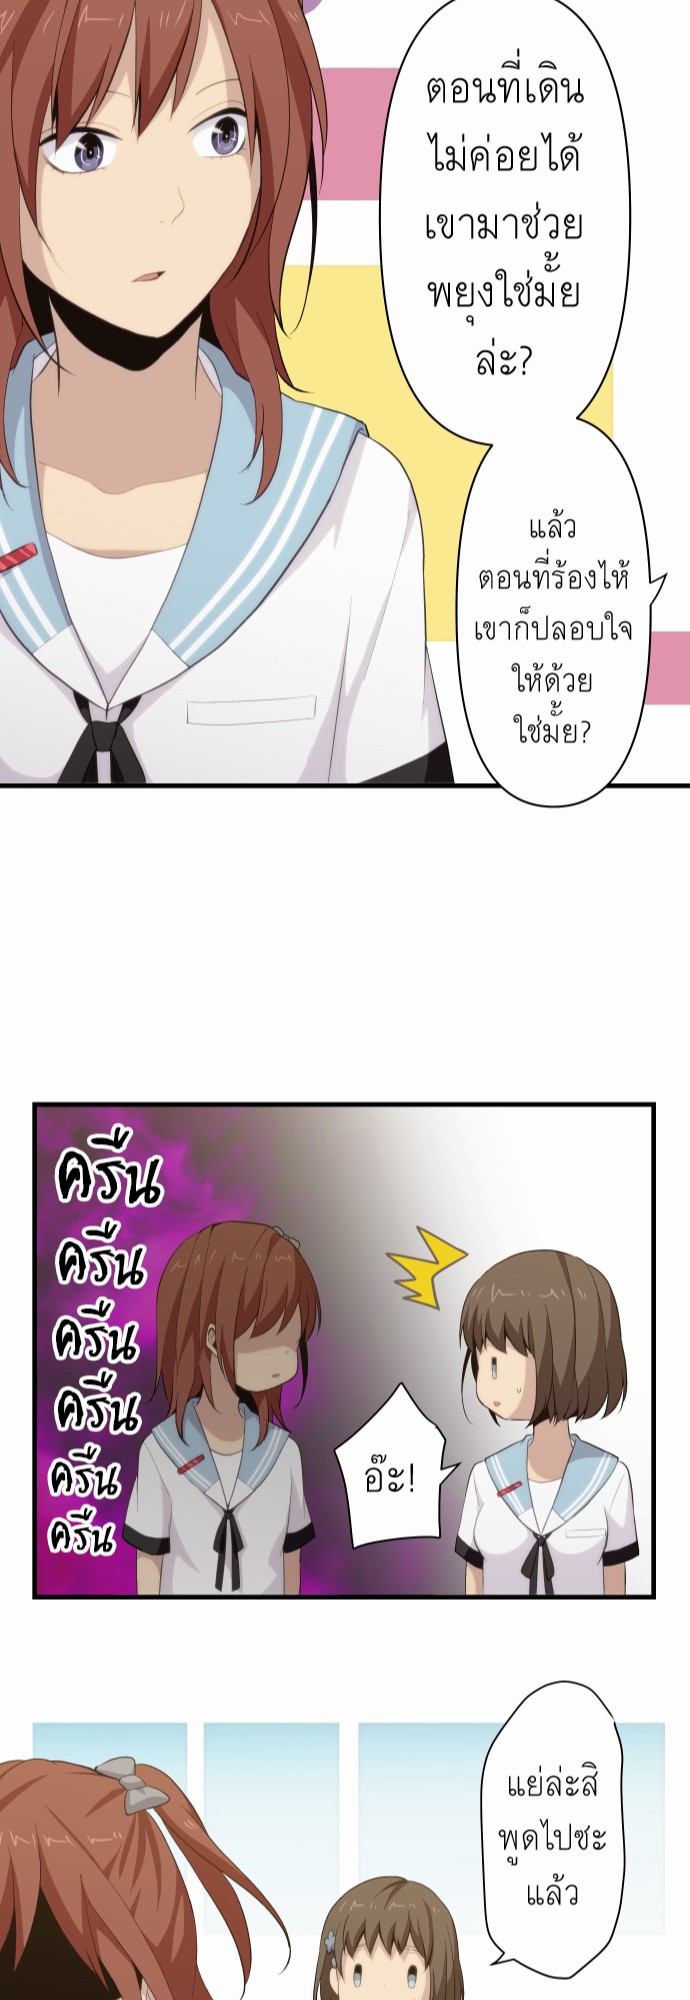 ตอนที่เดิน
ไม่ค่อยได้
เขามาช่วย
พยุงใช่มั้ย
ล่ะ?
แล้ว
ตอนที่ร้องไห้
เขาก็ปลอบใจ
ให้ด้วย
ใช่มั้ย?
ครืน
ครืน
ครืน
ครืน
ครืน
ครืน
อ๊ะ!
แย่ล่ะสิ
พูดไปซะ
แล้ว